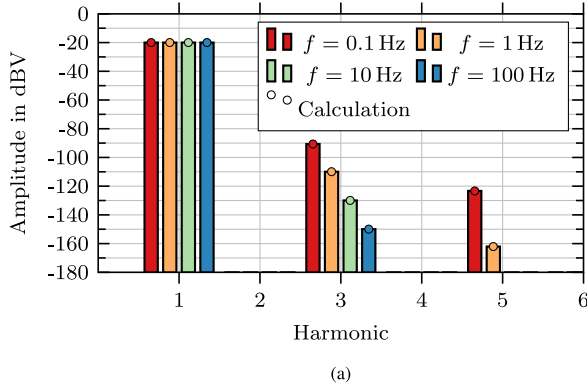 0
-20
-40
-60
-80
-100
-120
-140
-160
-180
Amplitude in dBV
f = 0.1 Hz
f = 1 Hz
f = 10 Hz
f = 100 Hz
Calculation
1 2 3 4 5 6
Harmonic
(a)